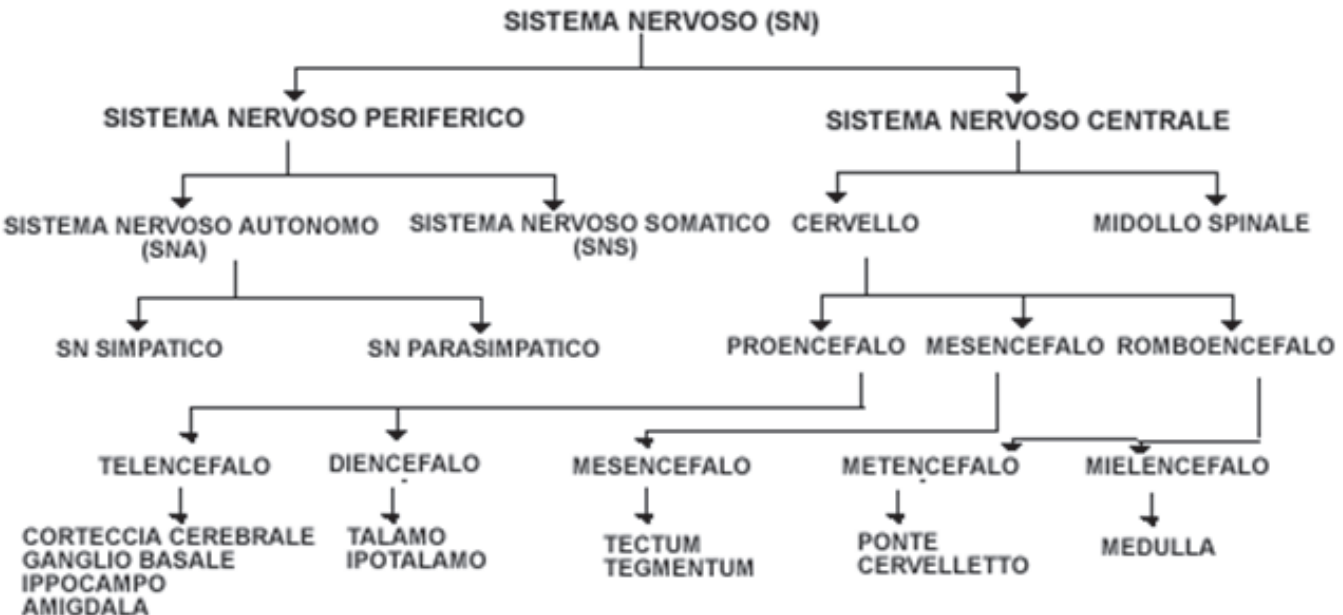 SISTEMA NERVOSO (SN)
SISTEMA NERVOSO PERIFERICO
SISTEMA NERVOSO CENTRALE
SISTEMA NERVOSO AUTONOMO
(SNA)
SISTEMA NERVOSO SOMATICO
(SNS)
CERVELLO
MIDOLLO SPINALE
SN SIMPATICO
SN PARASIMPATICO
PROENCEFALO
MESENCEFALO
ROMBOENCEFALO
TELENCEFALO
DIENCEFALO
MESENCEFALO
METENCEFALO
MIELENCEFALO
CORTECCIA CEREBRALE
GANGLIO BASALE
IPPOCAMPO
AMIGDALA
TALAMO
IPOTALAMO
TECTUM
TEGMENTUM
PONTE
CERVELLETTO
MEDULLA